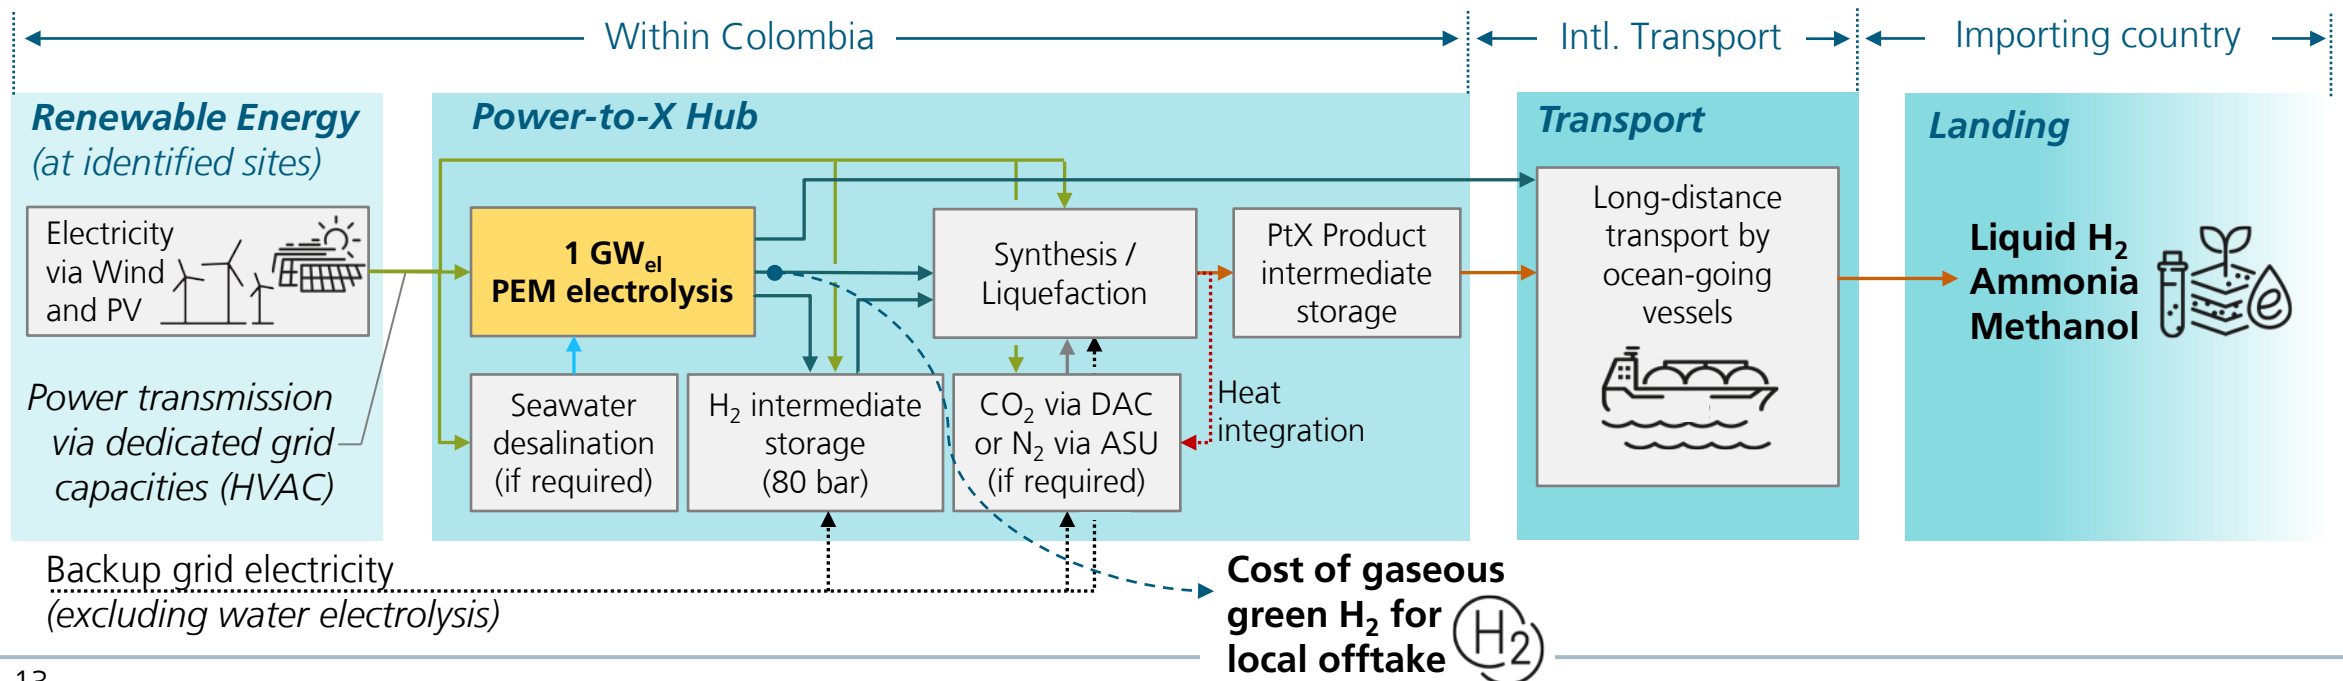 Within Colombia
Intl. Transport
Importing country
Renewable Energy
(at identified sites)
Electricity
via Wind
and PV
Power transmission
via dedicated grid
capacities (HVAC)
Power-to-X Hub
1 GWel
PEM electrolysis
Seawater
desalination
(if required)
H2 intermediate
storage
(80 bar)
Synthesis /
Liquefaction
CO2 via DAC
or N2 via ASU
(if required)
Heat
integration
PtX Product
intermediate
storage
Transport
Long-distance
transport by
ocean-going
vessels
Landing
Liquid H2
Ammonia
Methanol
e
Backup grid electricity
(excluding water electrolysis)
Cost of gaseous
green H2 for
local offtake
H2
13